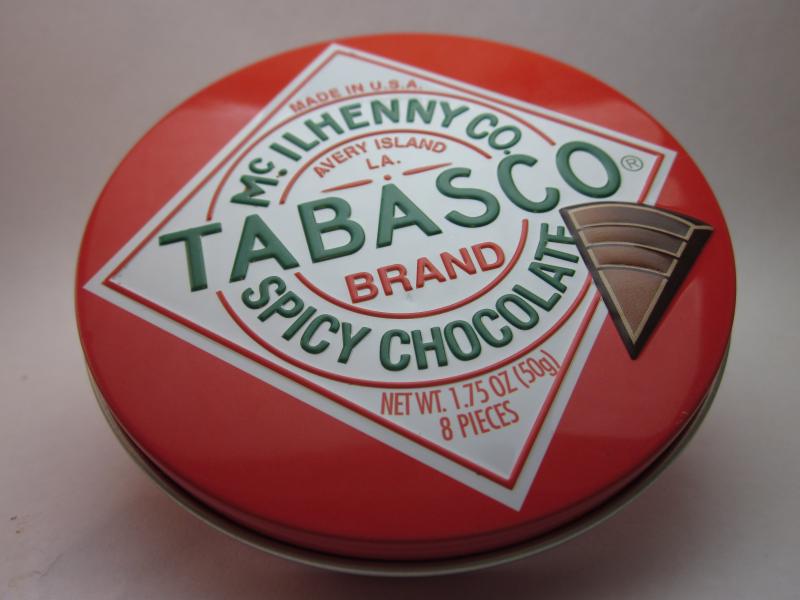 MADE IN U.S.A.
McILHENNY CO.
AVERY ISLAND
LA.
TABASCO®
BRAND
SPICY CHOCOLATE
NET WT. 1.75 OZ (50g)
8 PIECES